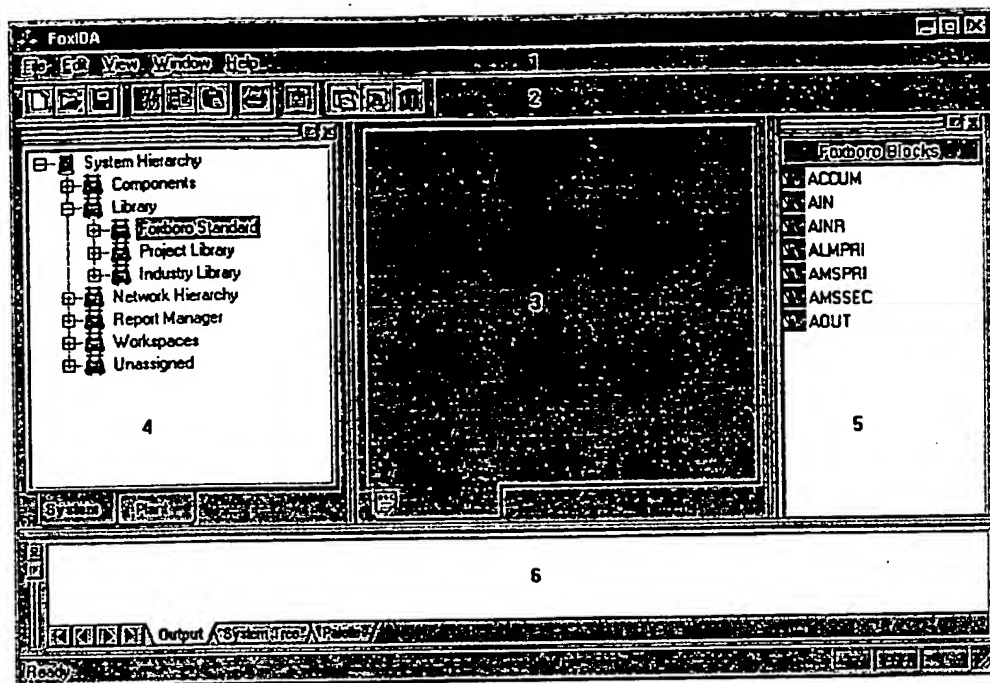 FoxIDA
File Edit View Window Help
1
2
System Hierarchy
Components
Library
Foxboro Standard
Project Library
Industry Library
Network Hierarchy
Report Manager
Workspaces
Unassigned
4
System Plant
3
Foxboro Blocks
ACCUM
AIN
AINR
ALMPRI
AMSPRI
AMSSEC
AOUT
5
6
Output System Tree Palette
Ready